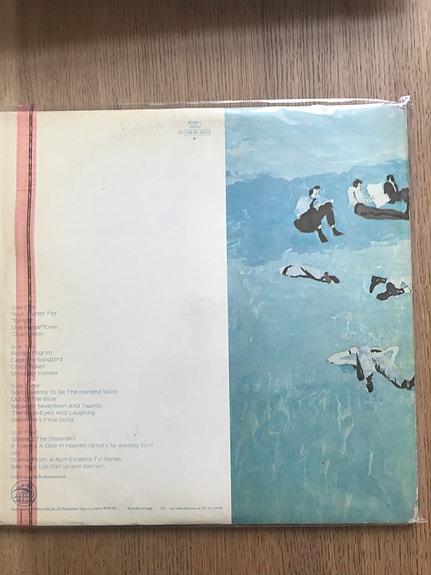 Side One
Your Starter For...
Tonight
One Horse Town
Chameleon
Side Two
Boogie Pilgrim
Cage The Songbird
Crazy Water
Shoulder Holster
Side Three
Sorry Seems To Be The Hardest Word
Out Of The Blue
Between Seventeen And Twenty
The Wide-Eyed And Laughing
Someone's Final Song
Side Four
Where's The Shoorah?
If There's A God In Heaven (What's he waiting for?)
Theme From A Non-Existent TV Series
Bite Your Lip (Get up and dance!)
Manchester Square, London